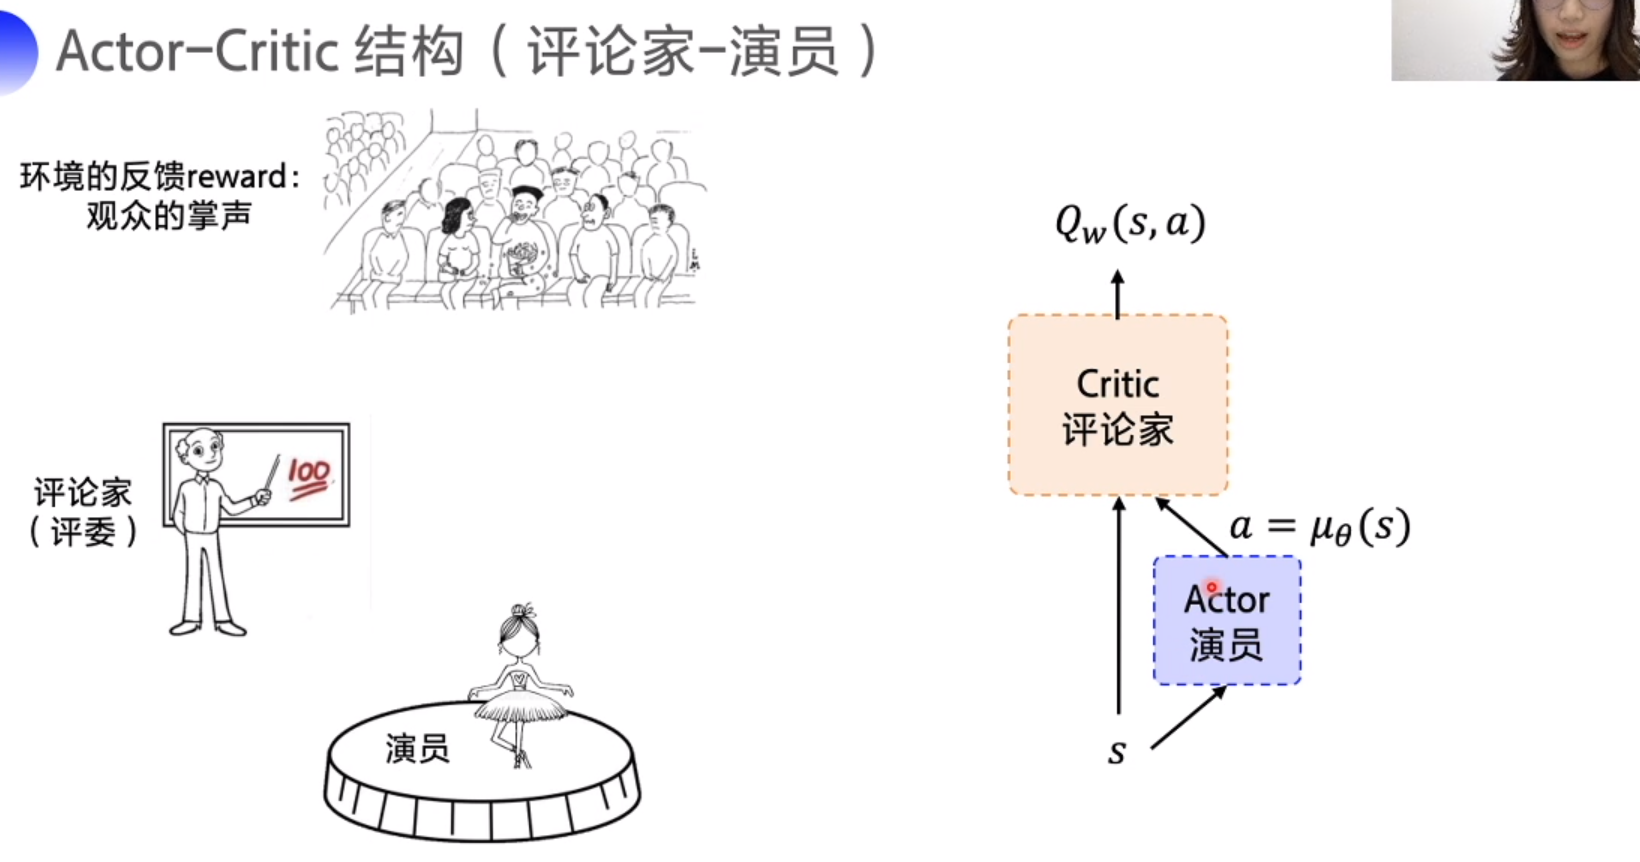 Actor-Critic 结构（评论家-演员）
环境的反馈reward：
观众的掌声
评论家
（评委）
100
演员
Q_w(s, a)
Critic
评论家
a = μ_θ(s)
Actor
演员
s